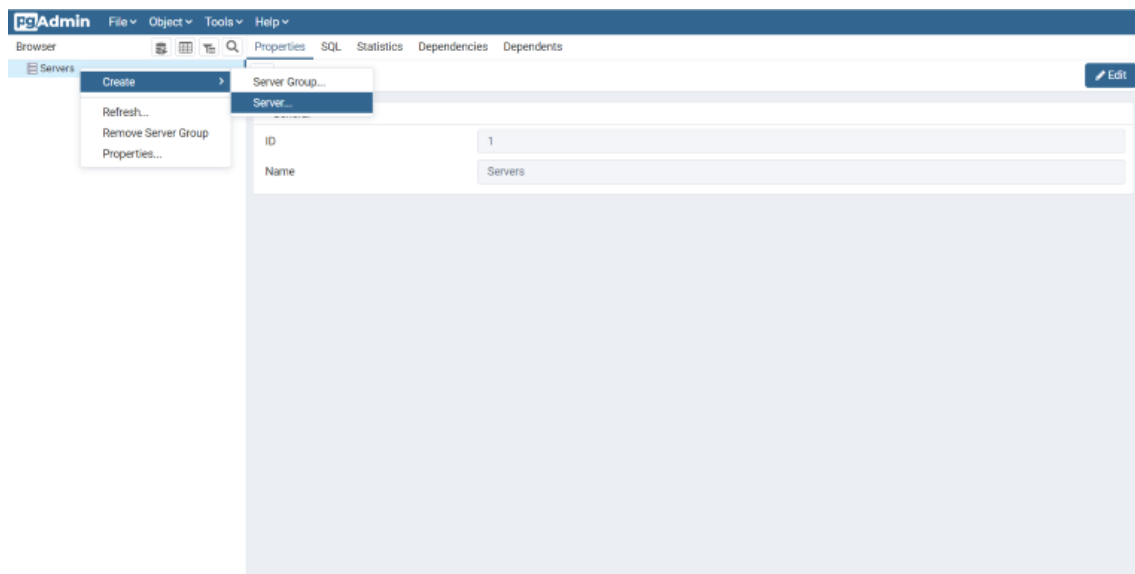 pgAdmin File Object Tools Help
Browser Properties SQL Statistics Dependencies Dependents
Servers
Create
Server Group...
Edit
Server...
Refresh...
General
Remove Server Group
ID 1
Properties...
Name Servers